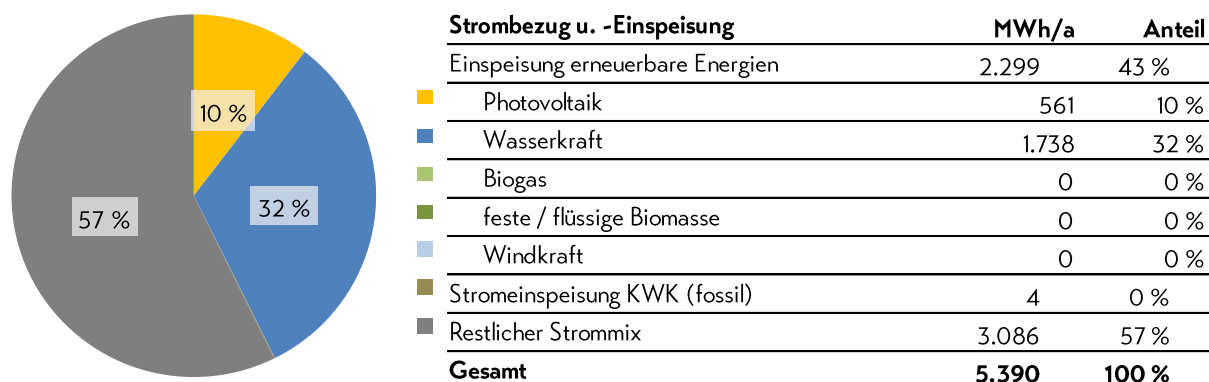 10 %
32 %
57 %
Strombezug u. -Einspeisung MWh/a Anteil
Einspeisung erneuerbare Energien 2.299 43 %
Photovoltaik 561 10 %
Wasserkraft 1.738 32 %
Biogas 0 0 %
feste / flüssige Biomasse 0 0 %
Windkraft 0 0 %
Stromeinspeisung KWK (fossil) 4 0 %
Restlicher Strommix 3.086 57 %
Gesamt 5.390 100 %